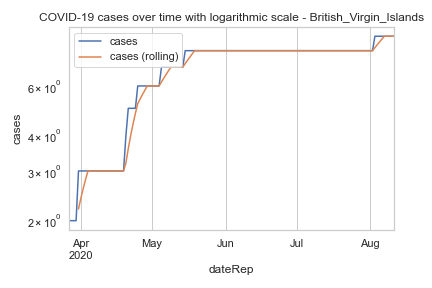 COVID-19 cases over time with logarithmic scale - British_Virgin_Islands
cases
cases (rolling)
6 × 10⁰
4 × 10⁰
3 × 10⁰
2 × 10⁰
cases
Apr
2020
May
Jun
Jul
Aug
dateRep